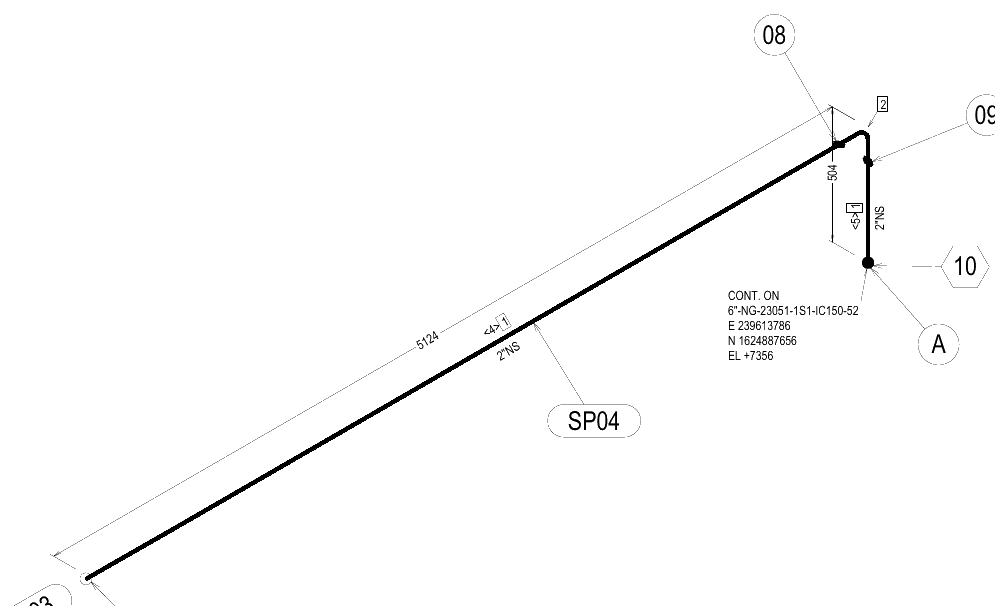 08
2
09
504
<5> 1
2"NS
10
CONT. ON
6"-NG-23051-1S1-IC150-52
E 239613786
N 1624887656
EL +7356
A
<4> 1
5124
2"NS
SP04
03